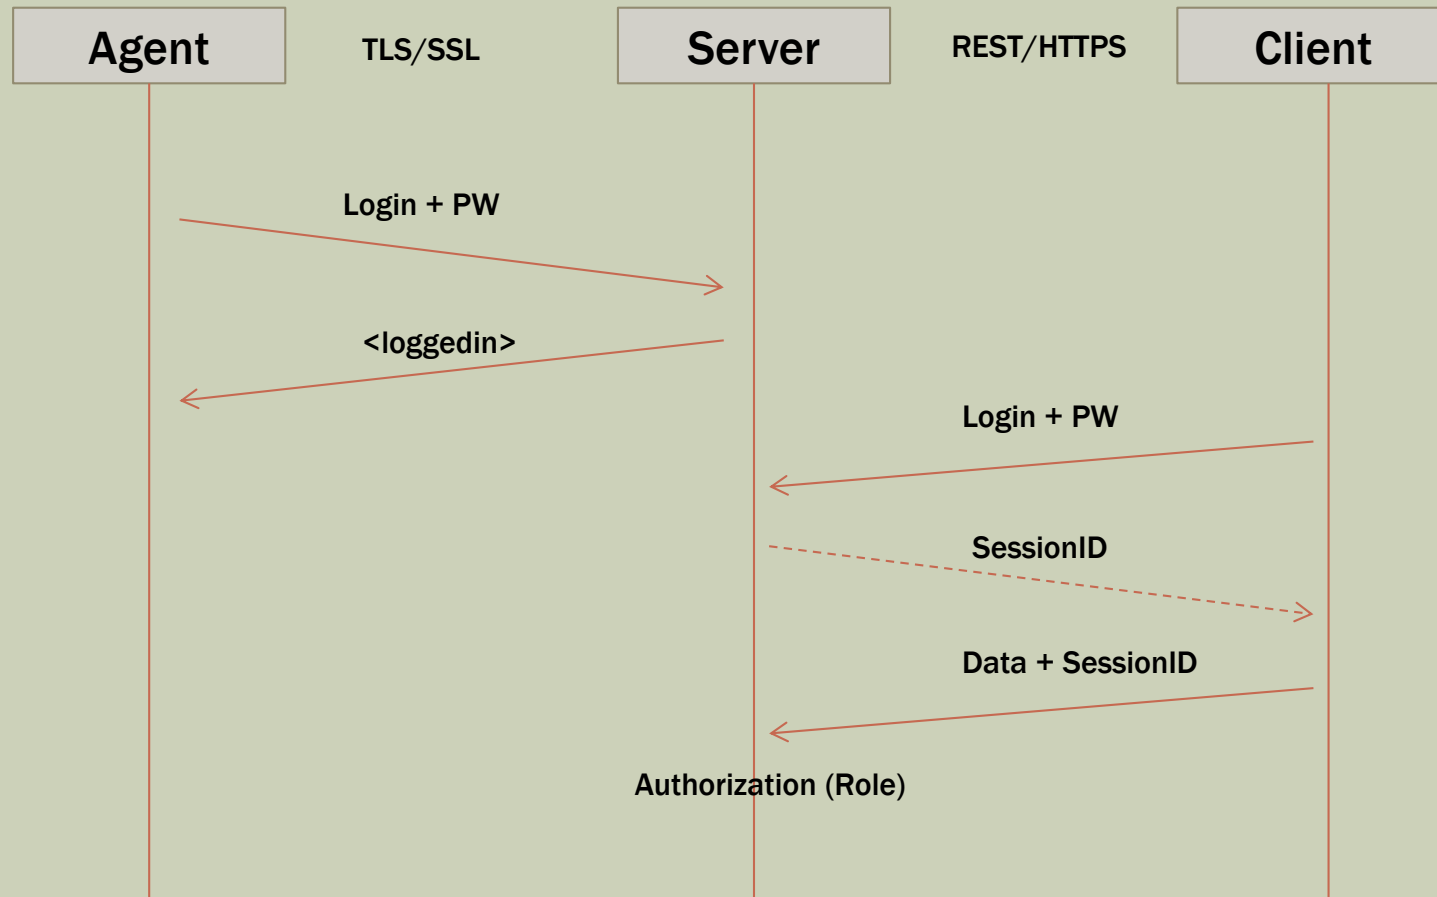 Agent
TLS/SSL
Server
REST/HTTPS
Client
Login + PW
<loggedin>
Login + PW
SessionID
Data + SessionID
Authorization (Role)